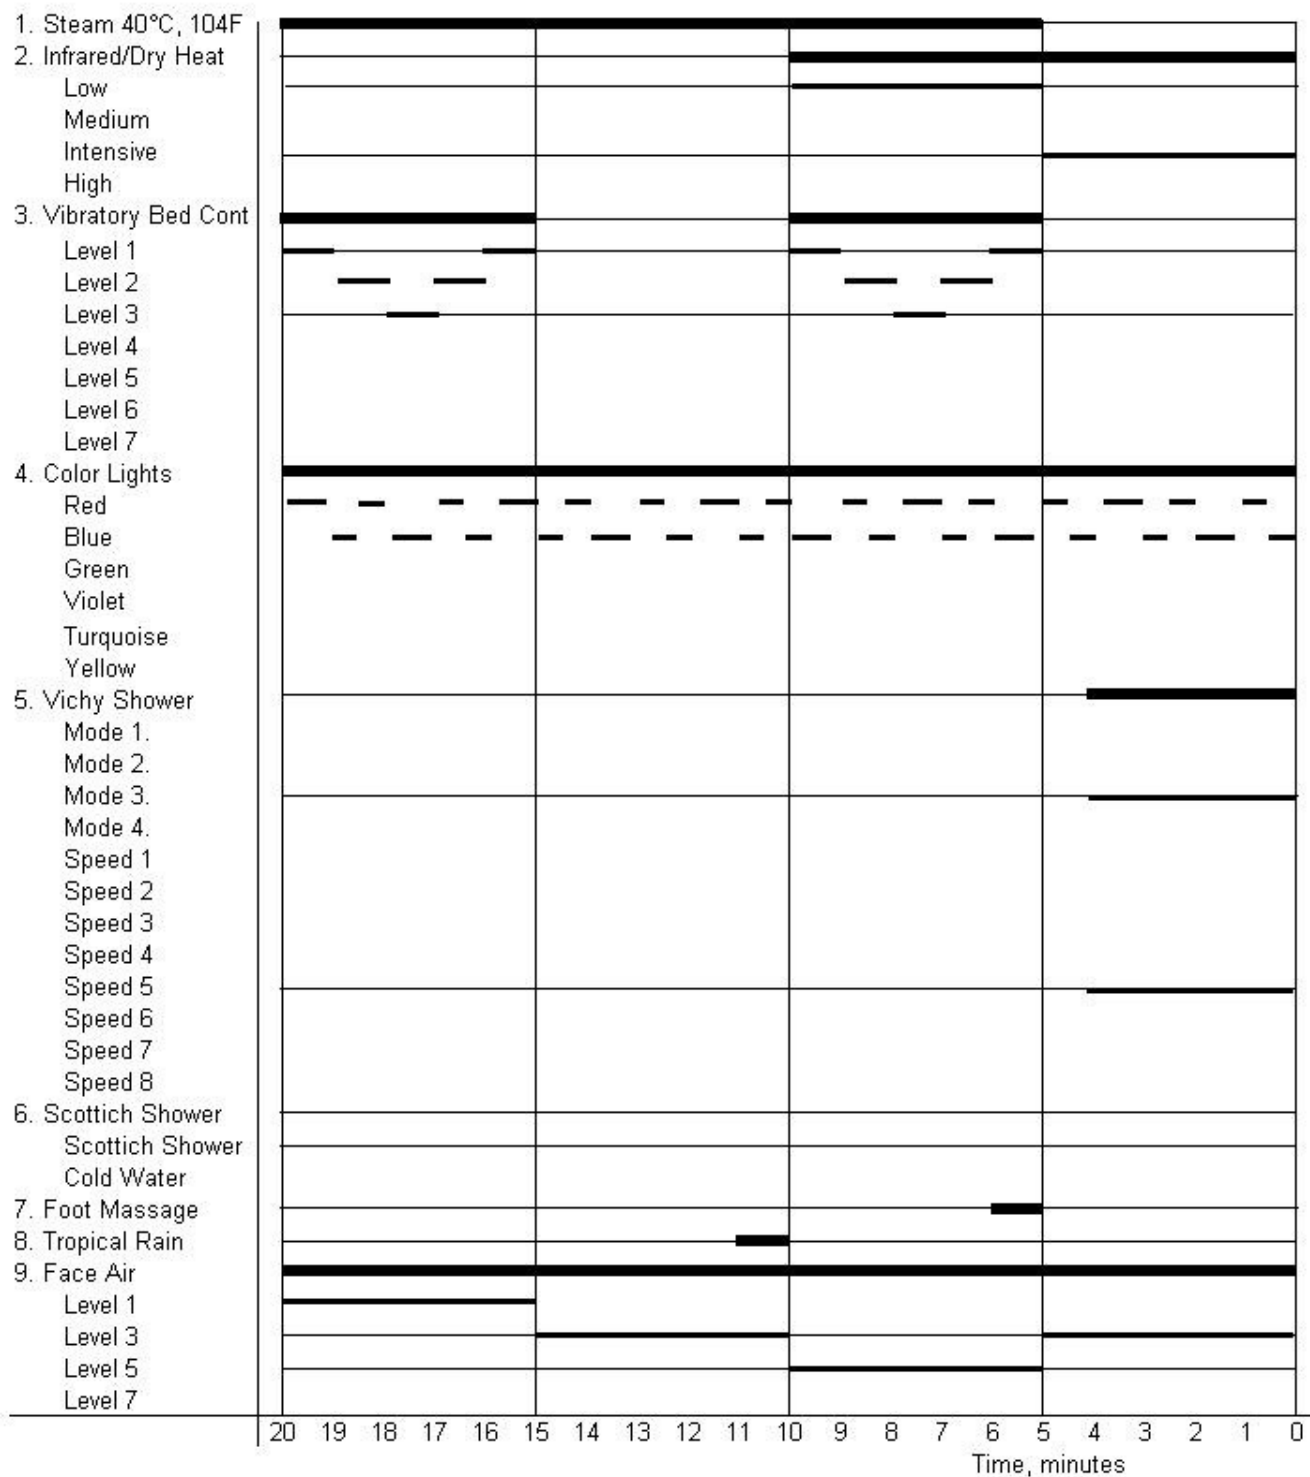 1. Steam 40°C, 104F
2. Infrared/Dry Heat
Low
Medium
Intensive
High
3. Vibratory Bed Cont
Level 1
Level 2
Level 3
Level 4
Level 5
Level 6
Level 7
4. Color Lights
Red
Blue
Green
Violet
Turquoise
Yellow
5. Vichy Shower
Mode 1.
Mode 2.
Mode 3.
Mode 4.
Speed 1
Speed 2
Speed 3
Speed 4
Speed 5
Speed 6
Speed 7
Speed 8
6. Scottich Shower
Scottich Shower
Cold Water
7. Foot Massage
8. Tropical Rain
9. Face Air
Level 1
Level 3
Level 5
Level 7
20 19 18 17 16 15 14 13 12 11 10 9 8 7 6 5 4 3 2 1 0
Time, minutes